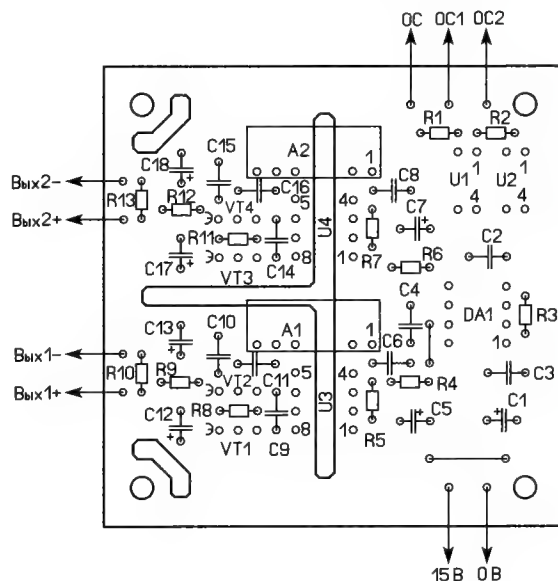 ОС ОС1 ОС2
R1 R2
A2 1
C15
C18
C16
C8
U1 1 U2 1
4 4
Вых2-
R13
R12
VT4
5
U4
4
C7
Вых2+
R11
R6
C2
C17
VT3
C14
8
1
R7
C4
DA1
R3
C13
C10
A1 1
1
Вых1-
R10
R9
VT2
C11
5
U3
4
C6
R4
C3
Вых1+
R8
C12
VT1
C9
8
1
R5
C5
C1
15В 0В